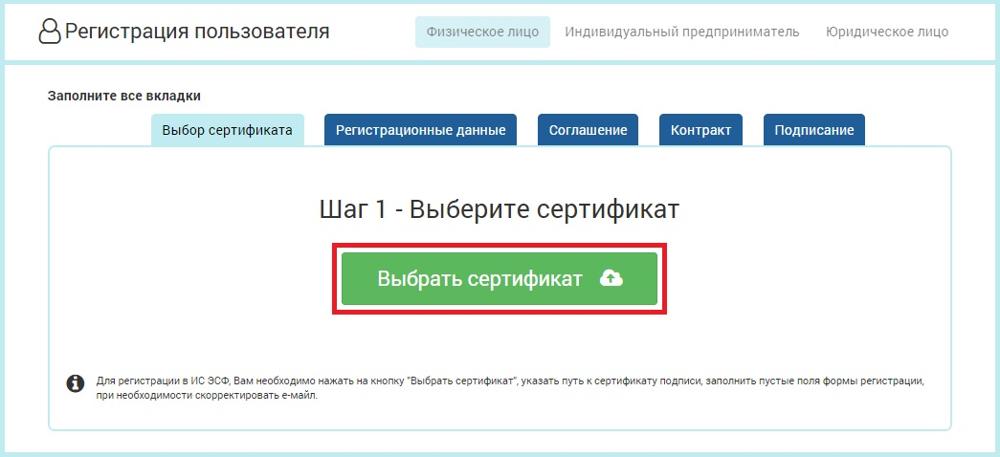 Регистрация пользователя
Физическое лицо
Индивидуальный предприниматель
Юридическое лицо
Заполните все вкладки
Выбор сертификата
Регистрационные данные
Соглашение
Контракт
Подписание
Шаг 1 - Выберите сертификат
Выбрать сертификат
Для регистрации в ИС ЭСФ, Вам необходимо нажать на кнопку "Выбрать сертификат", указать путь к сертификату подписи, заполнить пустые поля формы регистрации,
при необходимости скорректировать е-майл.